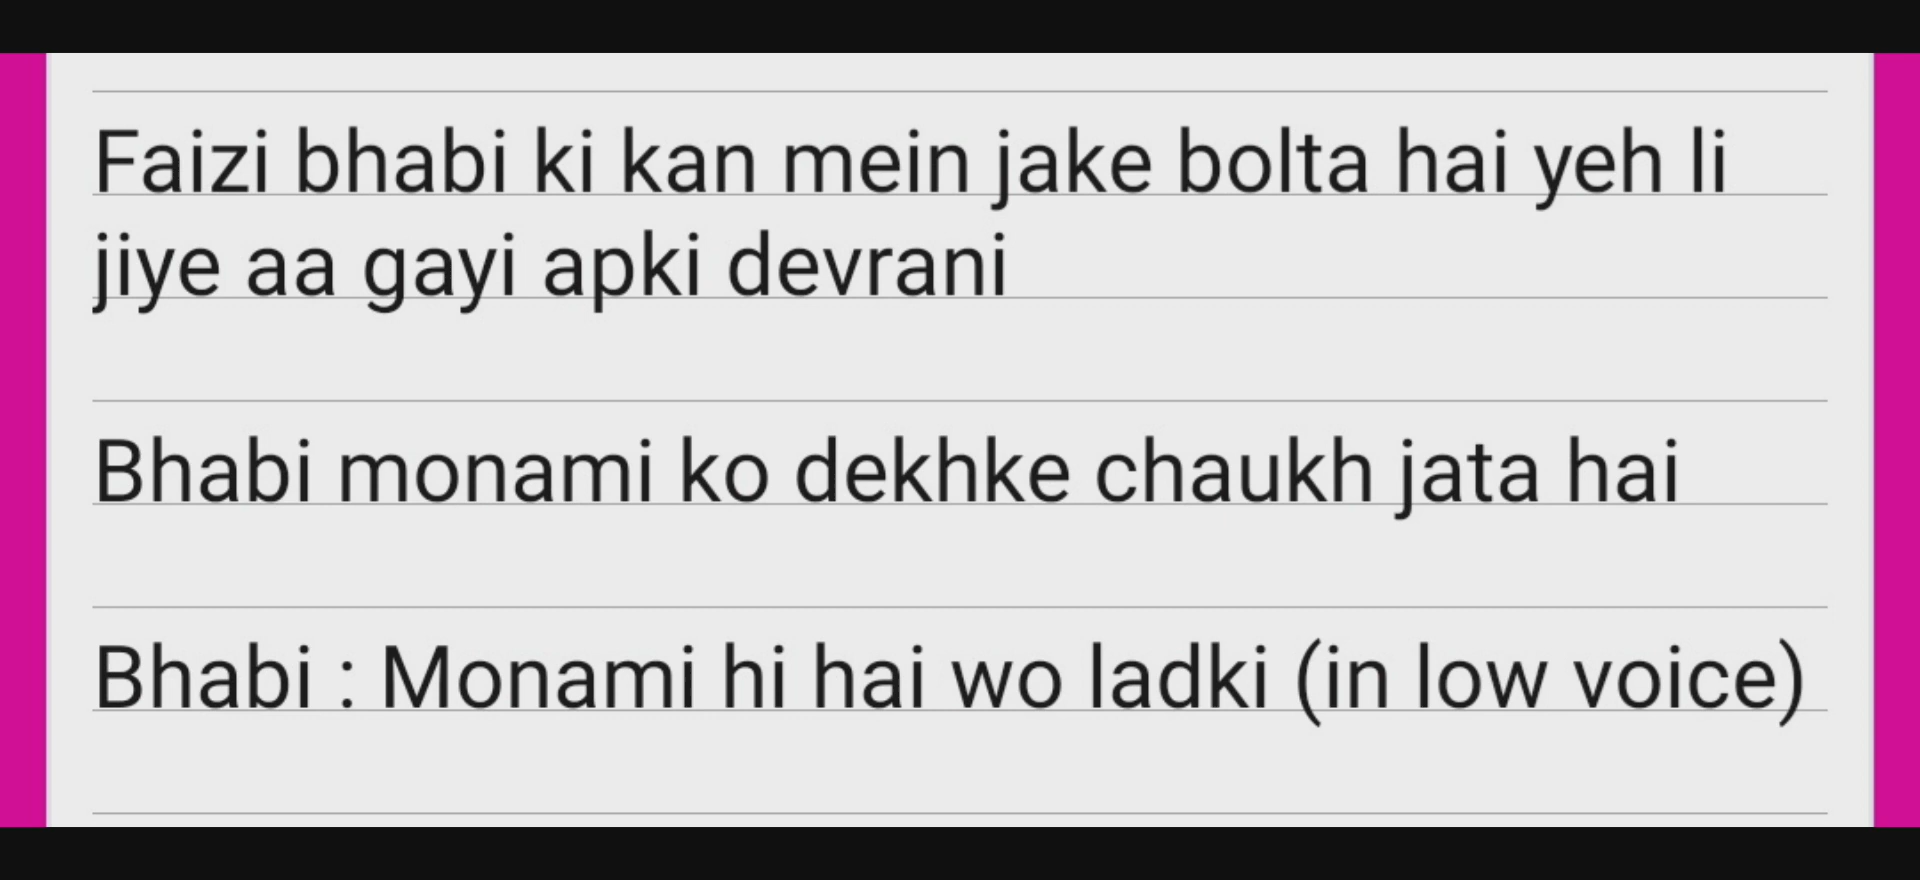 Faizi bhabi ki kan mein jake bolta hai yeh li
jiye aa gayi apki devrani
Bhabi monami ko dekhke chaukh jata hai
Bhabi : Monami hi hai wo ladki (in low voice)